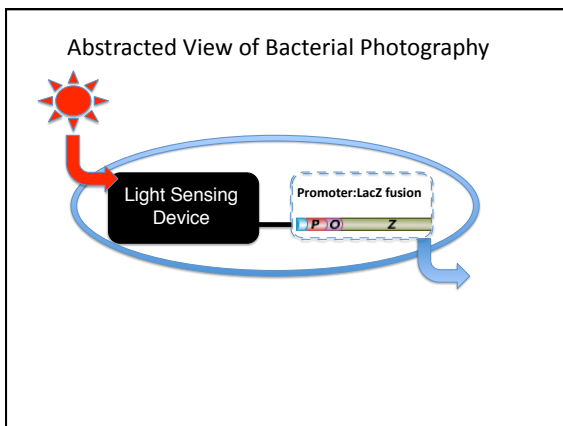 Abstracted View of Bacterial Photography
Light Sensing
Device
Promoter:LacZ fusion
P O Z